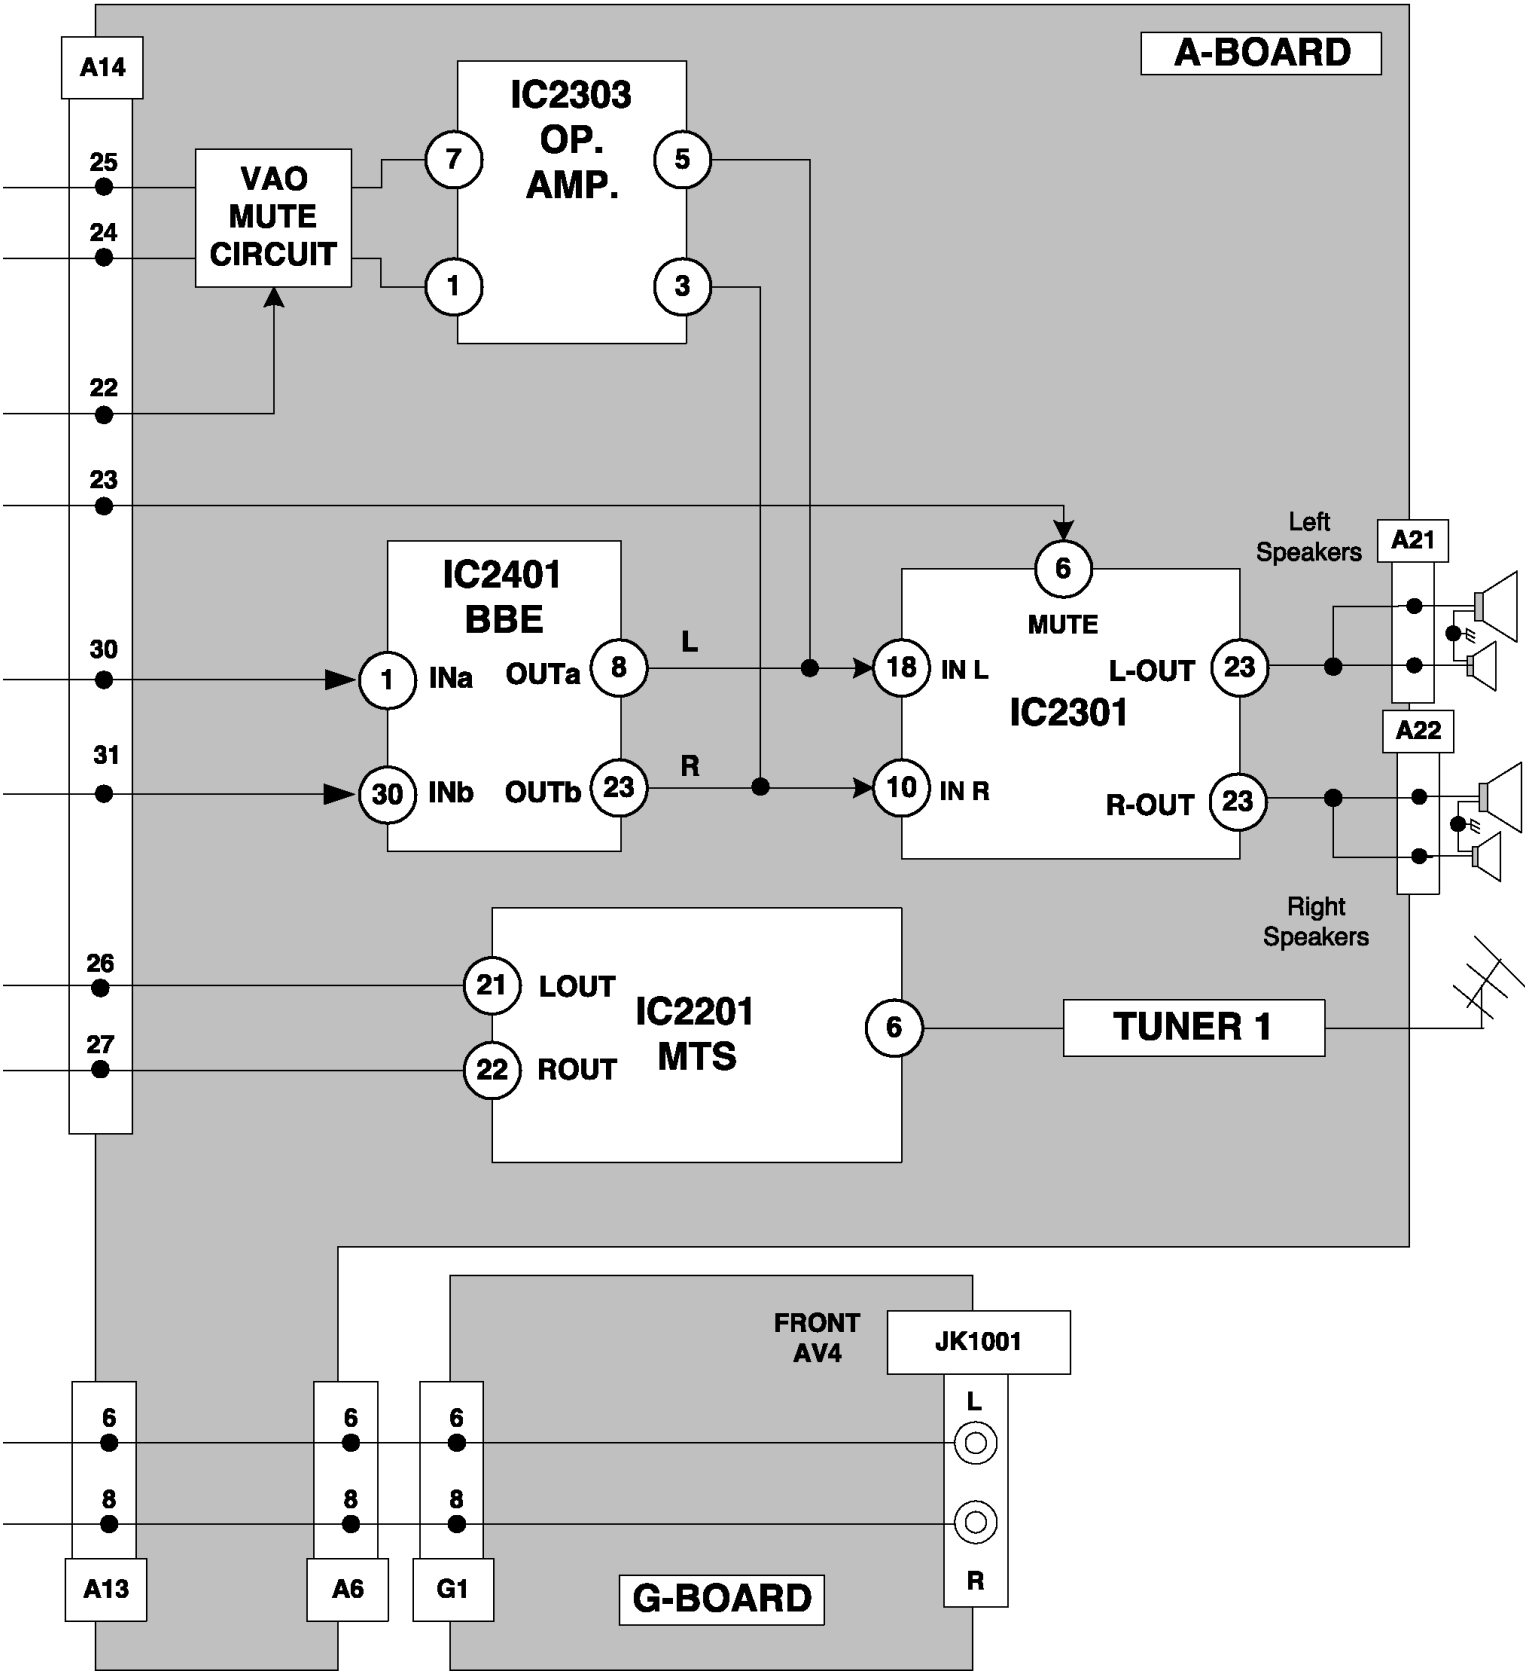 A-BOARD
A14
IC2303
OP.
AMP.
25
VAO
MUTE
CIRCUIT
7
5
24
1
3
22
23
Left
Speakers
A21
6
MUTE
IC2401
BBE
30
1
INa
OUTa
8
L
18
IN L
L-OUT
23
IC2301
A22
31
30
INb
OUTb
23
R
10
IN R
R-OUT
23
Right
Speakers
26
21
LOUT
IC2201
MTS
6
TUNER 1
27
22
ROUT
FRONT
AV4
JK1001
L
6
6
6
8
8
8
R
A13
A6
G1
G-BOARD